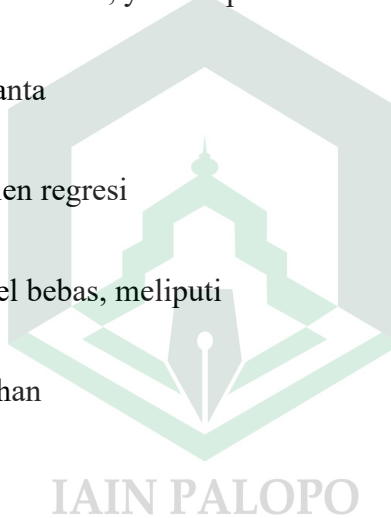 anta
en regresi
el bebas, meliputi
han
IAIN PALOPO